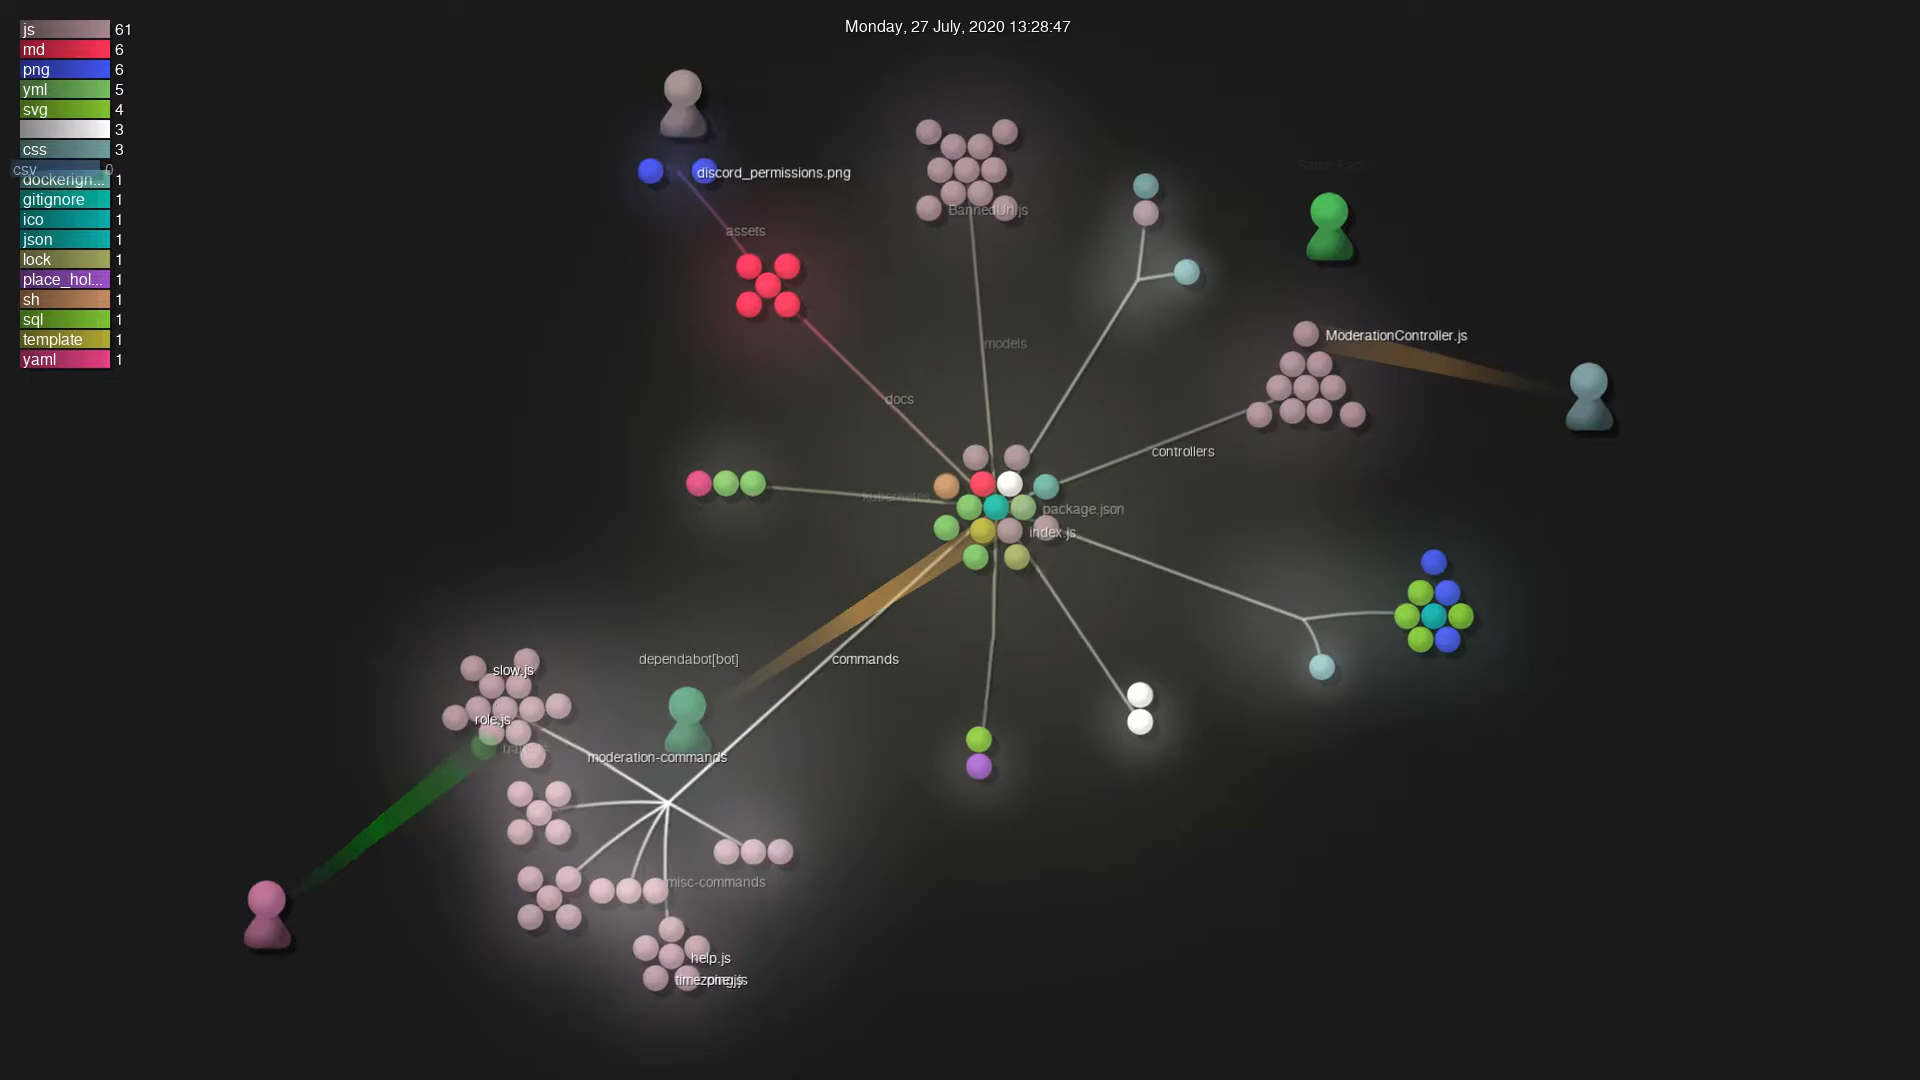 Monday, 27 July, 2020 13:28:47
js 61
md 6
png 6
yml 5
svg 4
3
css 3
csv 0
dockerign... 1
gitignore 1
ico 1
json 1
lock 1
place_hol... 1
sh 1
sql 1
template 1
yaml 1
discord_permissions.png
BannedUrl.js
assets
ModerationController.js
models
docs
controllers
kubernetes
package.json
index.js
dependabot[bot]
commands
slow.js
role.js
moderation-commands
misc-commands
help.js